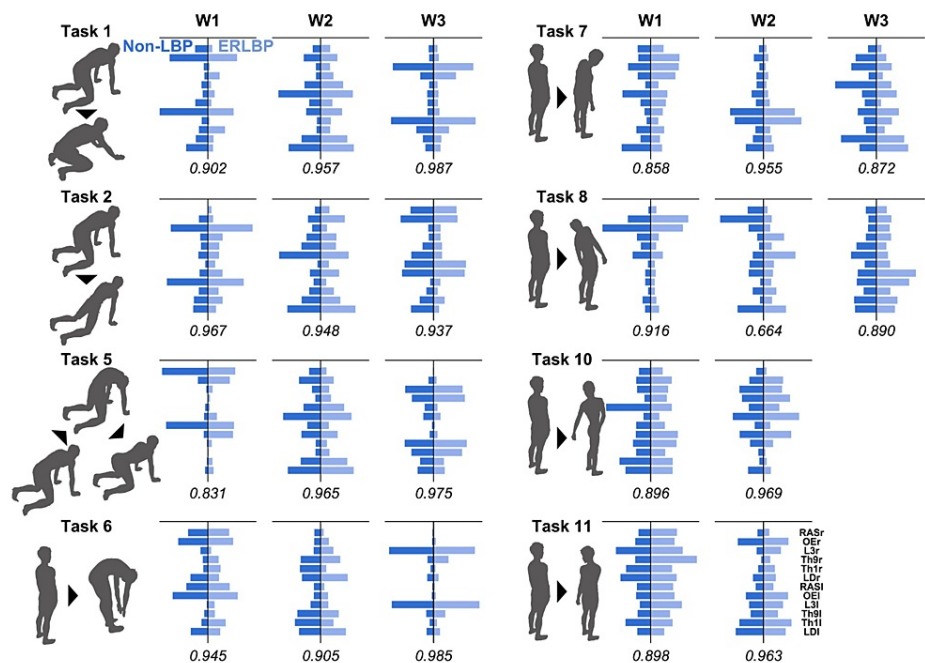 Task 1
W1
W2
W3
Non-LBP
ERLBP
0.902
0.957
0.987
Task 2
0.967
0.948
0.937
Task 5
0.831
0.965
0.975
Task 6
0.945
0.905
0.985
Task 7
W1
W2
W3
0.858
0.955
0.872
Task 8
0.916
0.664
0.890
Task 10
0.896
0.969
Task 11
RASr
OEr
L3r
Th9r
Th1r
LDr
RASl
OEl
L3l
Th9l
Th1l
LDl
0.898
0.963